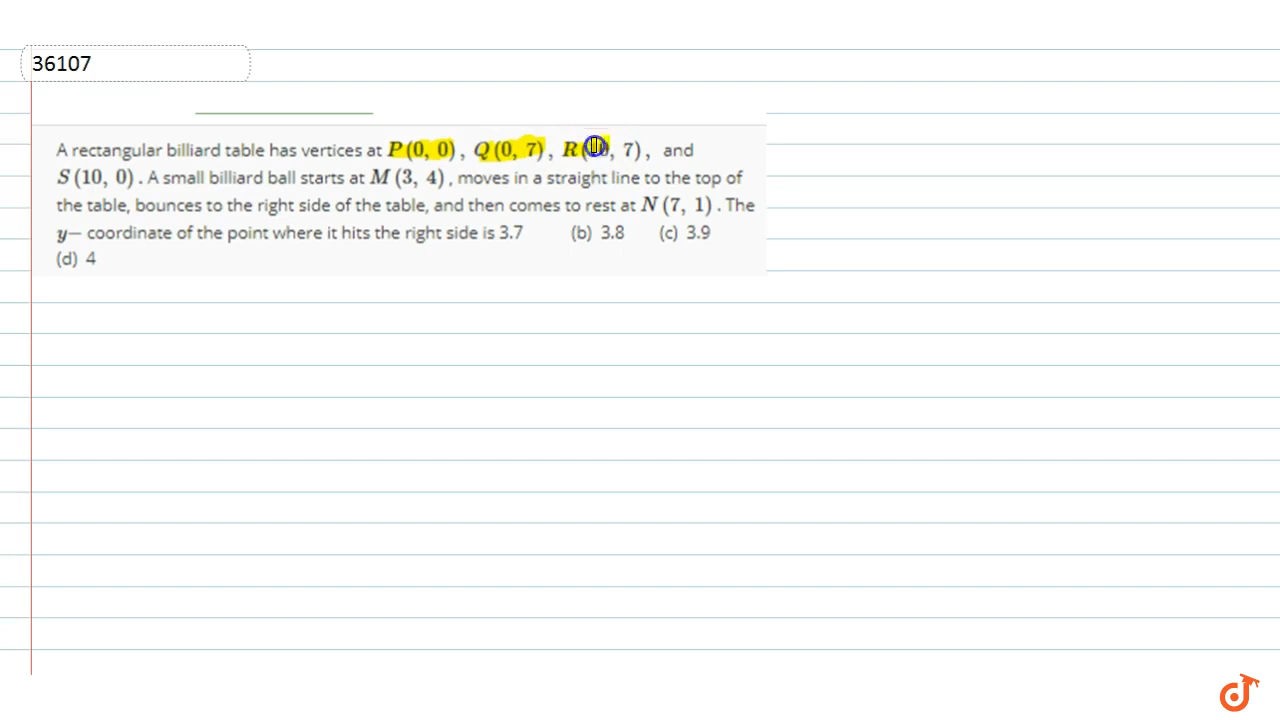 36107
A rectangular billiard table has vertices at P(0, 0), Q(0, 7), R( 0, 7), and
S(10, 0). A small billiard ball starts at M(3, 4), moves in a straight line to the top of
the table, bounces to the right side of the table, and then comes to rest at N(7, 1). The
y− coordinate of the point where it hits the right side is 3.7 (b) 3.8 (c) 3.9
(d) 4